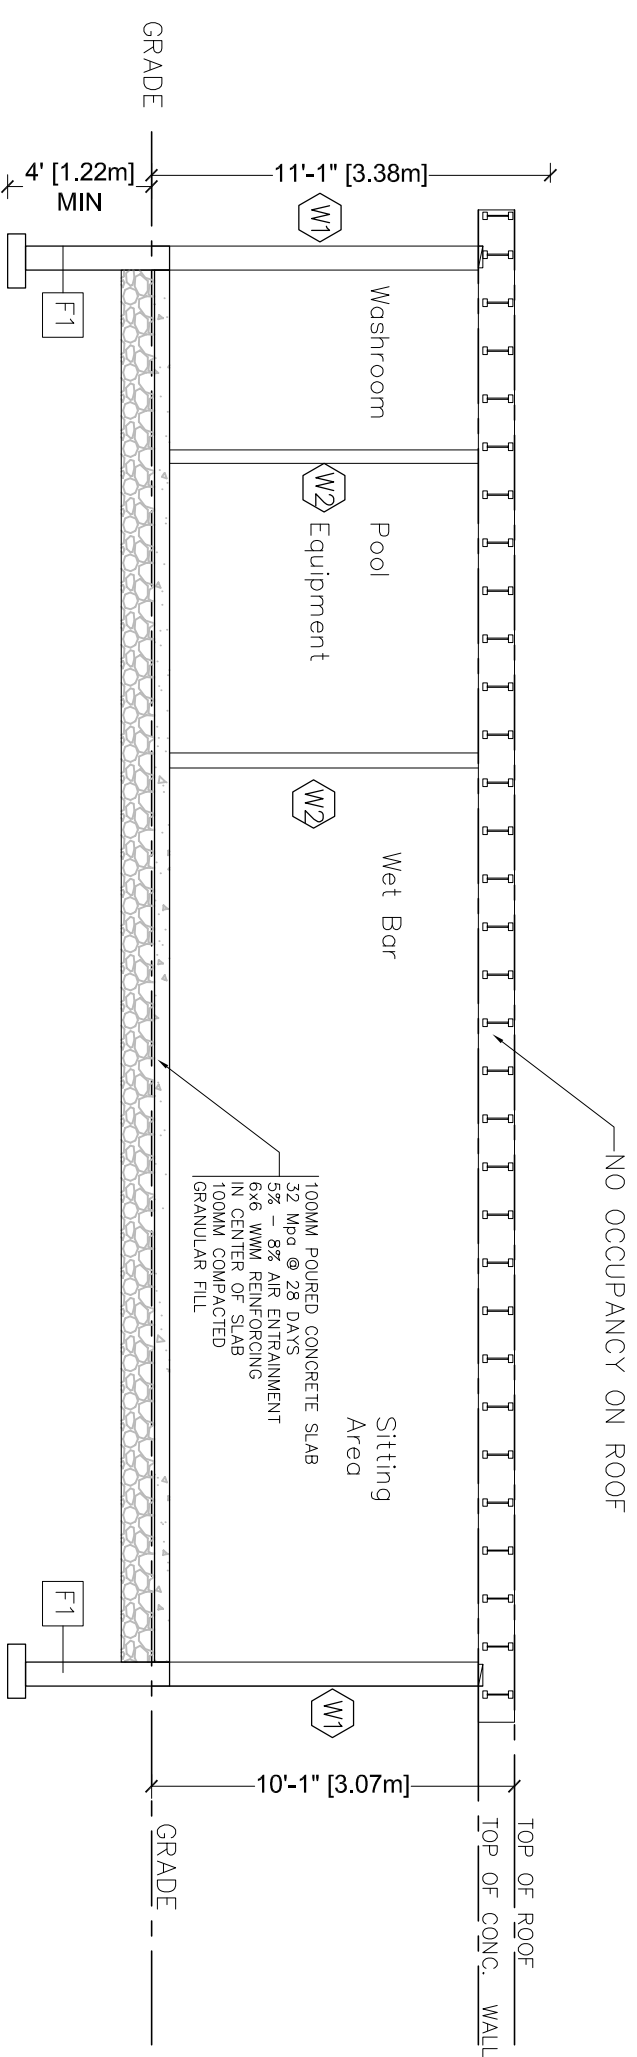 NO OCCUPANCY ON ROOF
TOP OF ROOF
TOP OF CONC. WALL
11'-1" [3.38m]
10'-1" [3.07m]
W1
Washroom
W2
Pool
Equipment
W2
Wet Bar
Sitting
Area
W1
100MM POURED CONCRETE SLAB
32 Mpa @ 28 DAYS
5% - 8% AIR ENTRAINMENT
6x6 WWM REINFORCING
IN CENTER OF SLAB
100MM COMPACTED
GRANULAR FILL
GRADE
GRADE
4' [1.22m]
MIN
F1
F1